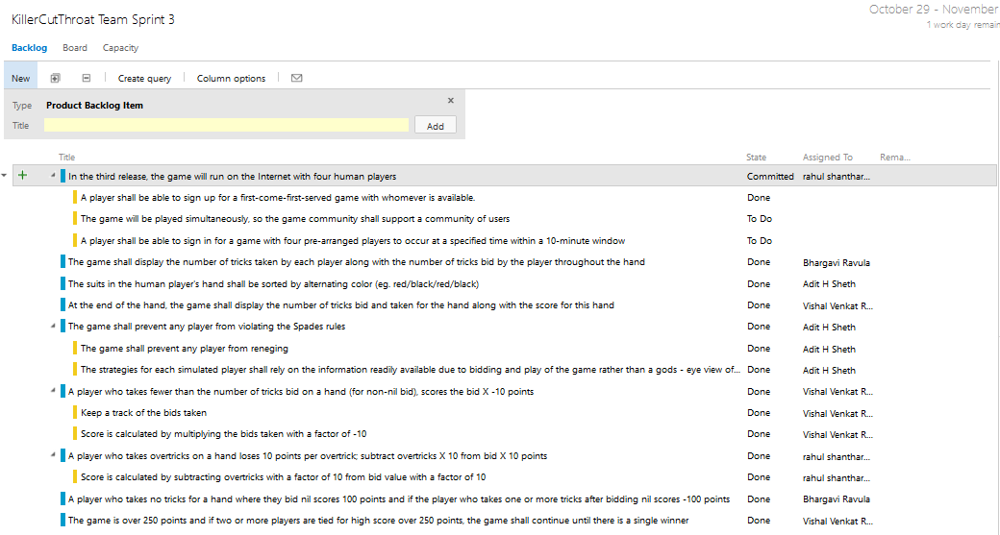 KillerCutThroat Team Sprint 3
October 29 - November
1 work day remain
Backlog Board Capacity
New Create query Column options
Type Product Backlog Item ×
Title Add
Title State Assigned To Rema...
In the third release, the game will run on the Internet with four human players Committed rahul shanthar...
A player shall be able to sign up for a first-come-first-served game with whomever is available. Done
The game will be played simultaneously, so the game community shall support a community of users To Do
A player shall be able to sign in for a game with four pre-arranged players to occur at a specified time within a 10-minute window To Do
The game shall display the number of tricks taken by each player along with the number of tricks bid by the player throughout the hand Done Bhargavi Ravula
The suits in the human player's hand shall be sorted by alternating color (eg. red/black/red/black) Done Adit H Sheth
At the end of the hand, the game shall display the number of tricks bid and taken for the hand along with the score for this hand Done Vishal Venkat R...
The game shall prevent any player from violating the Spades rules Done Adit H Sheth
The game shall prevent any player from reneging Done Adit H Sheth
The strategies for each simulated player shall rely on the information readily available due to bidding and play of the game rather than a gods - eye view of... Done Adit H Sheth
A player who takes fewer than the number of tricks bid on a hand (for non-nil bid), scores the bid X -10 points Done Vishal Venkat R...
Keep a track of the bids taken Done Vishal Venkat R...
Score is calculated by multiplying the bids taken with a factor of -10 Done Vishal Venkat R...
A player who takes overtricks on a hand loses 10 points per overtrick; subtract overtricks X 10 from bid X 10 points Done rahul shanthar...
Score is calculated by subtracting overtricks with a factor of 10 from bid value with a factor of 10 Done rahul shanthar...
A player who takes no tricks for a hand where they bid nil scores 100 points and if the player who takes one or more tricks after bidding nil scores -100 points Done Bhargavi Ravula
The game is over 250 points and if two or more players are tied for high score over 250 points, the game shall continue until there is a single winner Done Vishal Venkat R...